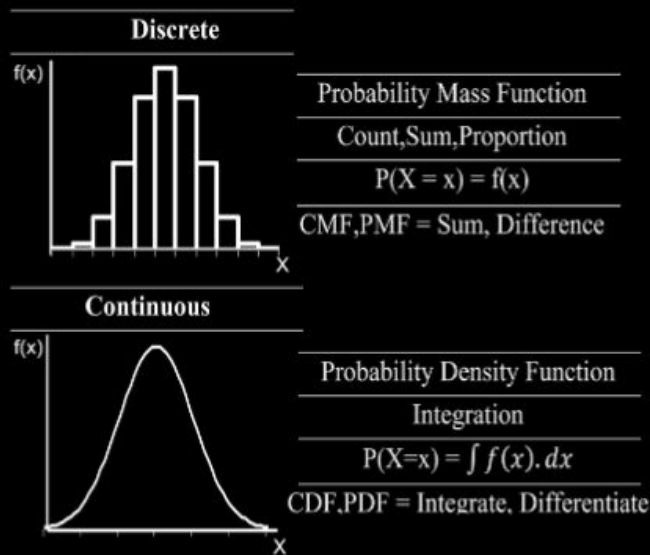 Discrete
f(x)
X
Probability Mass Function
Count,Sum,Proportion
P(X = x) = f(x)
CMF,PMF = Sum, Difference
Continuous
f(x)
X
Probability Density Function
Integration
P(X=x) = ∫ f(x). dx
CDF,PDF = Integrate, Differentiate